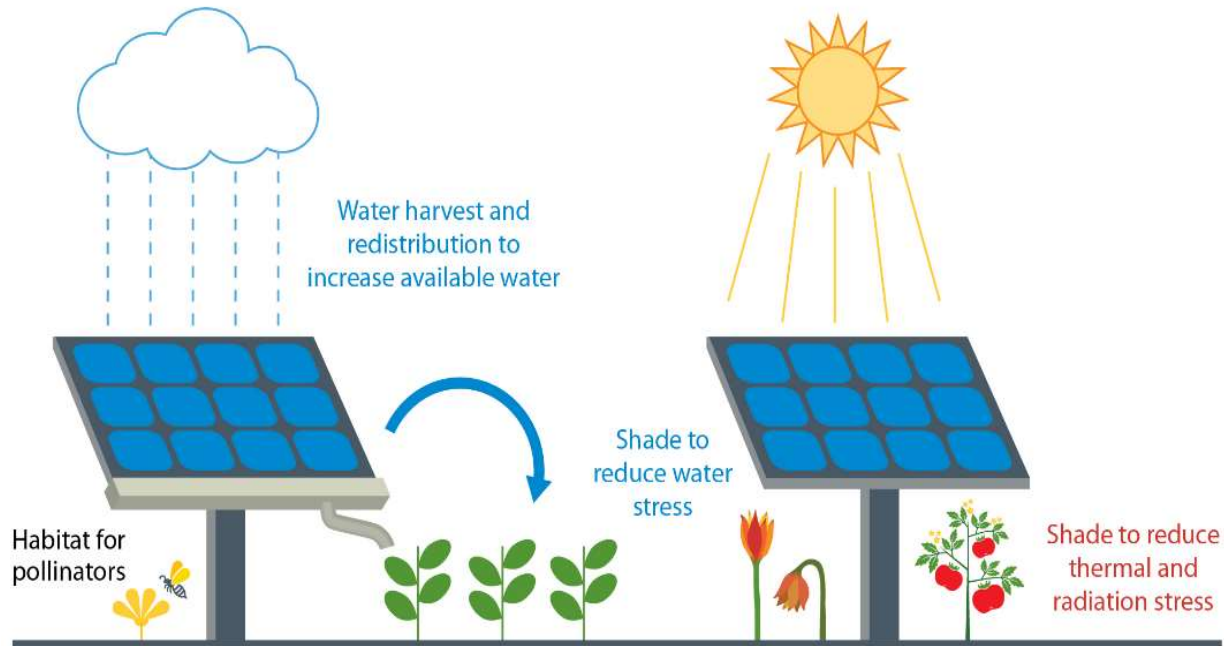 Water harvest and
redistribution to
increase available water
Shade to
reduce water
stress
Habitat for
pollinators
Shade to reduce
thermal and
radiation stress